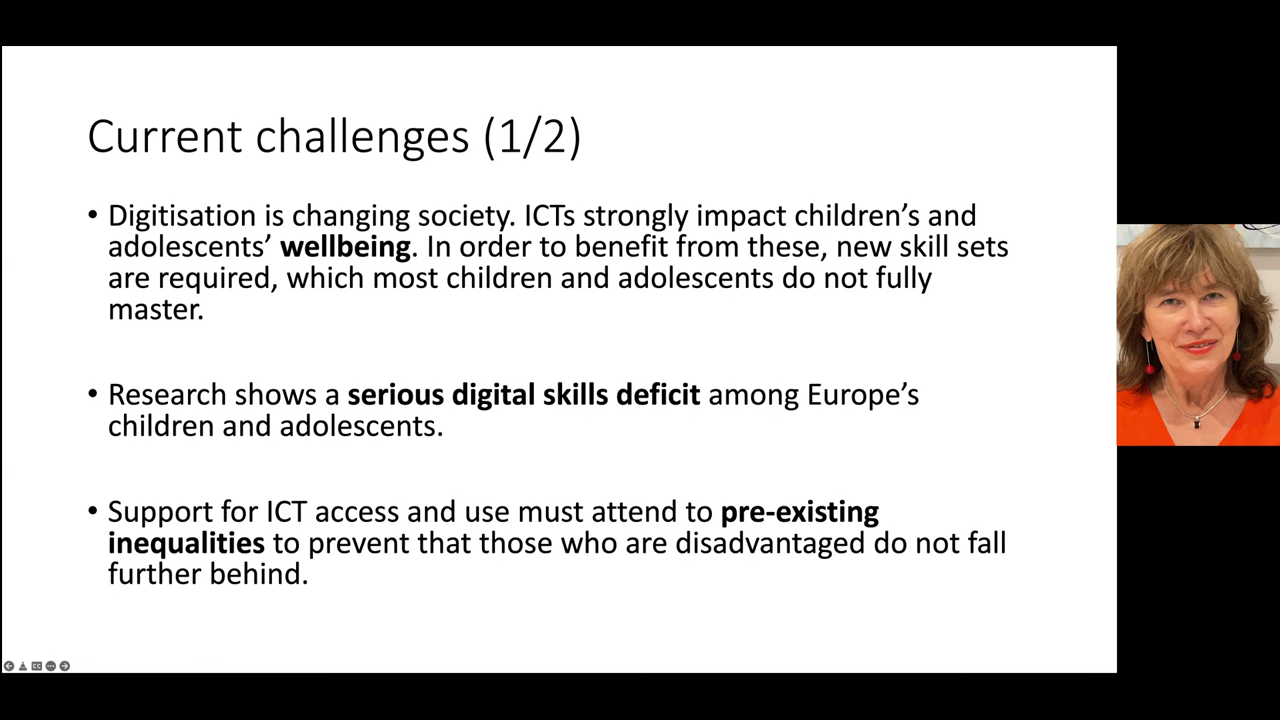 Current challenges (1/2)
• Digitisation is changing society. ICTs strongly impact children’s and
adolescents’ wellbeing. In order to benefit from these, new skill sets
are required, which most children and adolescents do not fully
master.
• Research shows a serious digital skills deficit among Europe’s
children and adolescents.
• Support for ICT access and use must attend to pre-existing
inequalities to prevent that those who are disadvantaged do not fall
further behind.